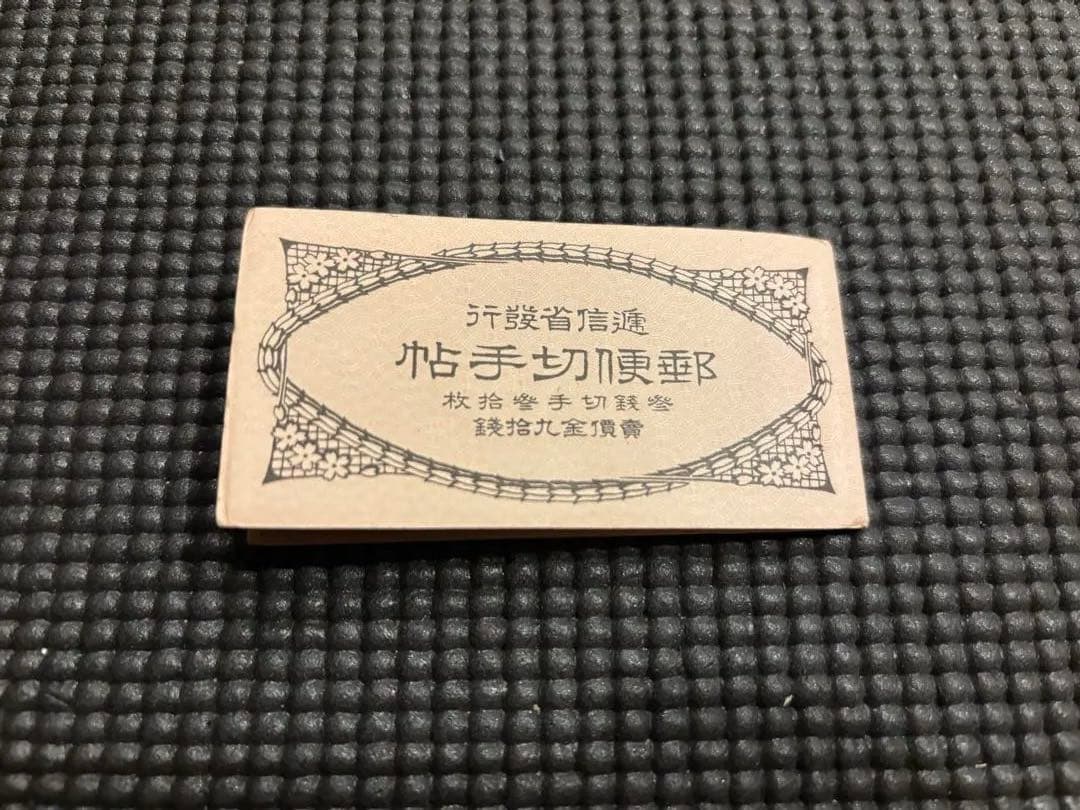 遞信省發行
郵便切手帖
參錢切手參拾枚
賣價金九拾錢